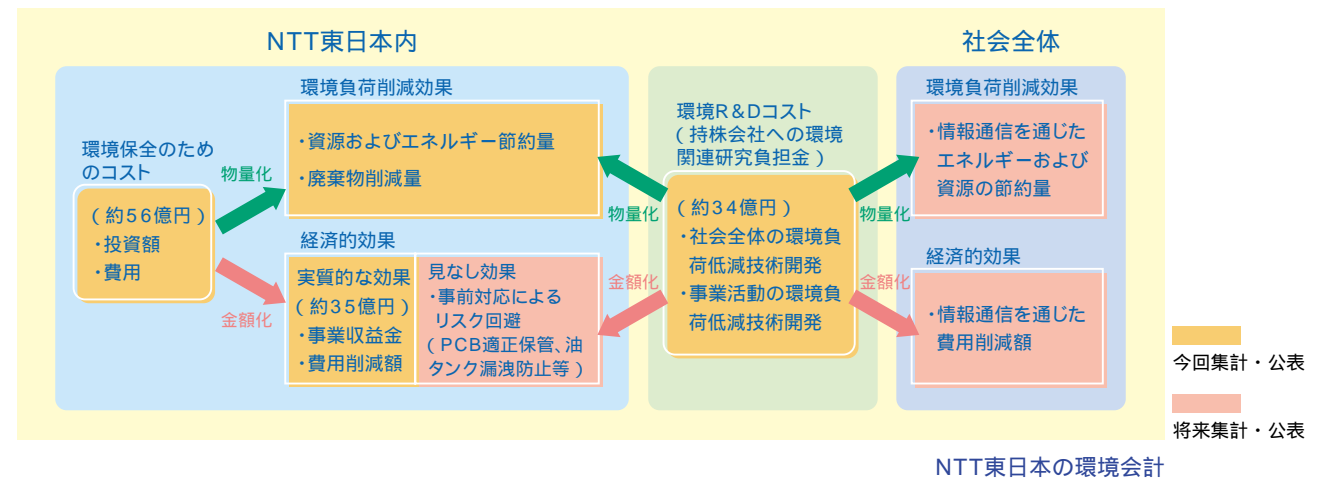 NTT東日本内
社会全体
環境保全のため
のコスト
(約56億円)
・投資額
・費用
物量化
金額化
環境負荷削減効果
・資源およびエネルギー節約量
・廃棄物削減量
経済的効果
実質的な効果
(約35億円)
・事業収益金
・費用削減額
見なし効果
・事前対応による
リスク回避
(PCB適正保管、油
タンク漏洩防止等)
物量化
金額化
環境R&Dコスト
(持株会社への環境
関連研究負担金)
(約34億円)
・社会全体の環境負
荷低減技術開発
・事業活動の環境負
荷低減技術開発
物量化
金額化
環境負荷削減効果
・情報通信を通じた
エネルギーおよび
資源の節約量
経済的効果
・情報通信を通じた
費用削減額
今回集計・公表
将来集計・公表
NTT東日本の環境会計